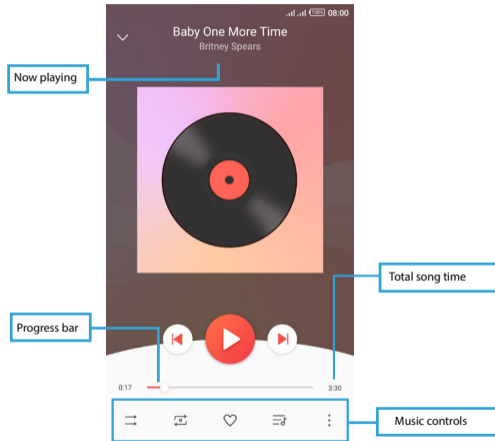 100% 08:00
Baby One More Time
Britney Spears
Now playing
Total song time
Progress bar
0:17
3:30
Music controls